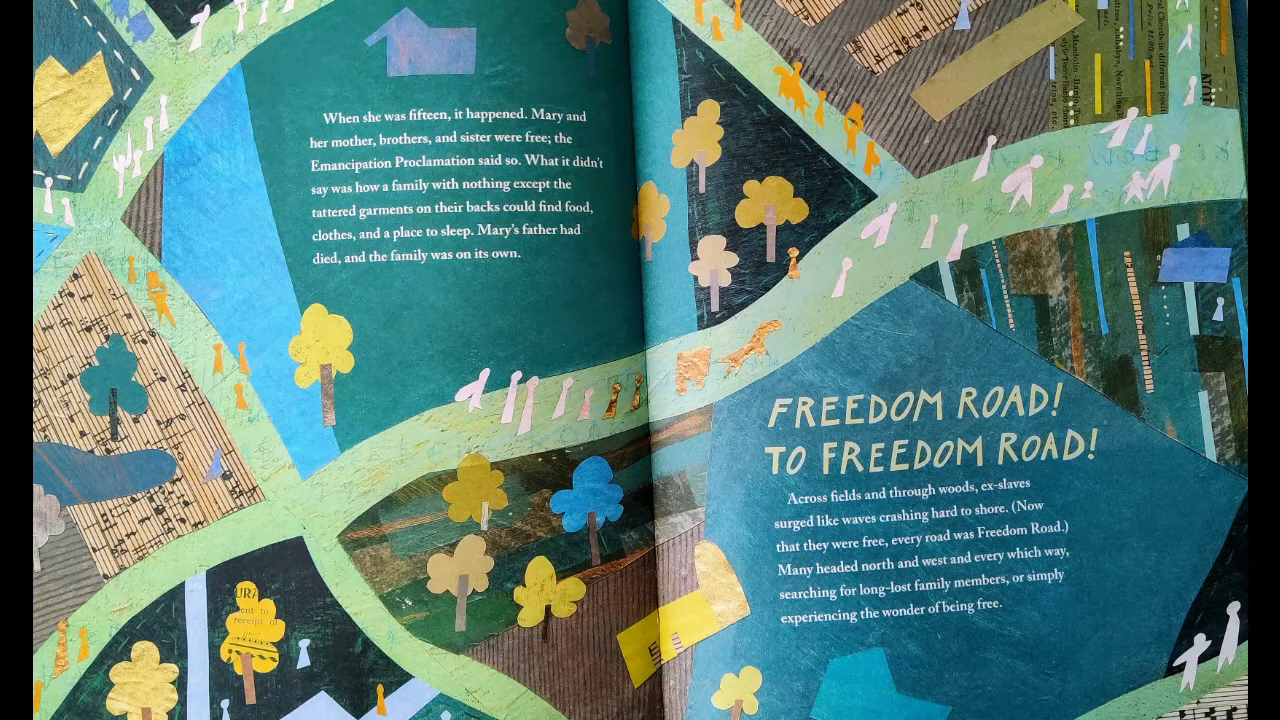 When she was fifteen, it happened. Mary and
her mother, brothers, and sister were free; the
Emancipation Proclamation said so. What it didn't
say was how a family with nothing except the
tattered garments on their backs could find food,
clothes, and a place to sleep. Mary's father had
died, and the family was on its own.
FREEDOM ROAD!
TO FREEDOM ROAD!
Across fields and through woods, ex-slaves
surged like waves crashing hard to shore. (Now
that they were free, every road was Freedom Road.)
Many headed north and west and every which way,
searching for long-lost family members, or simply
experiencing the wonder of being free.
receipt of